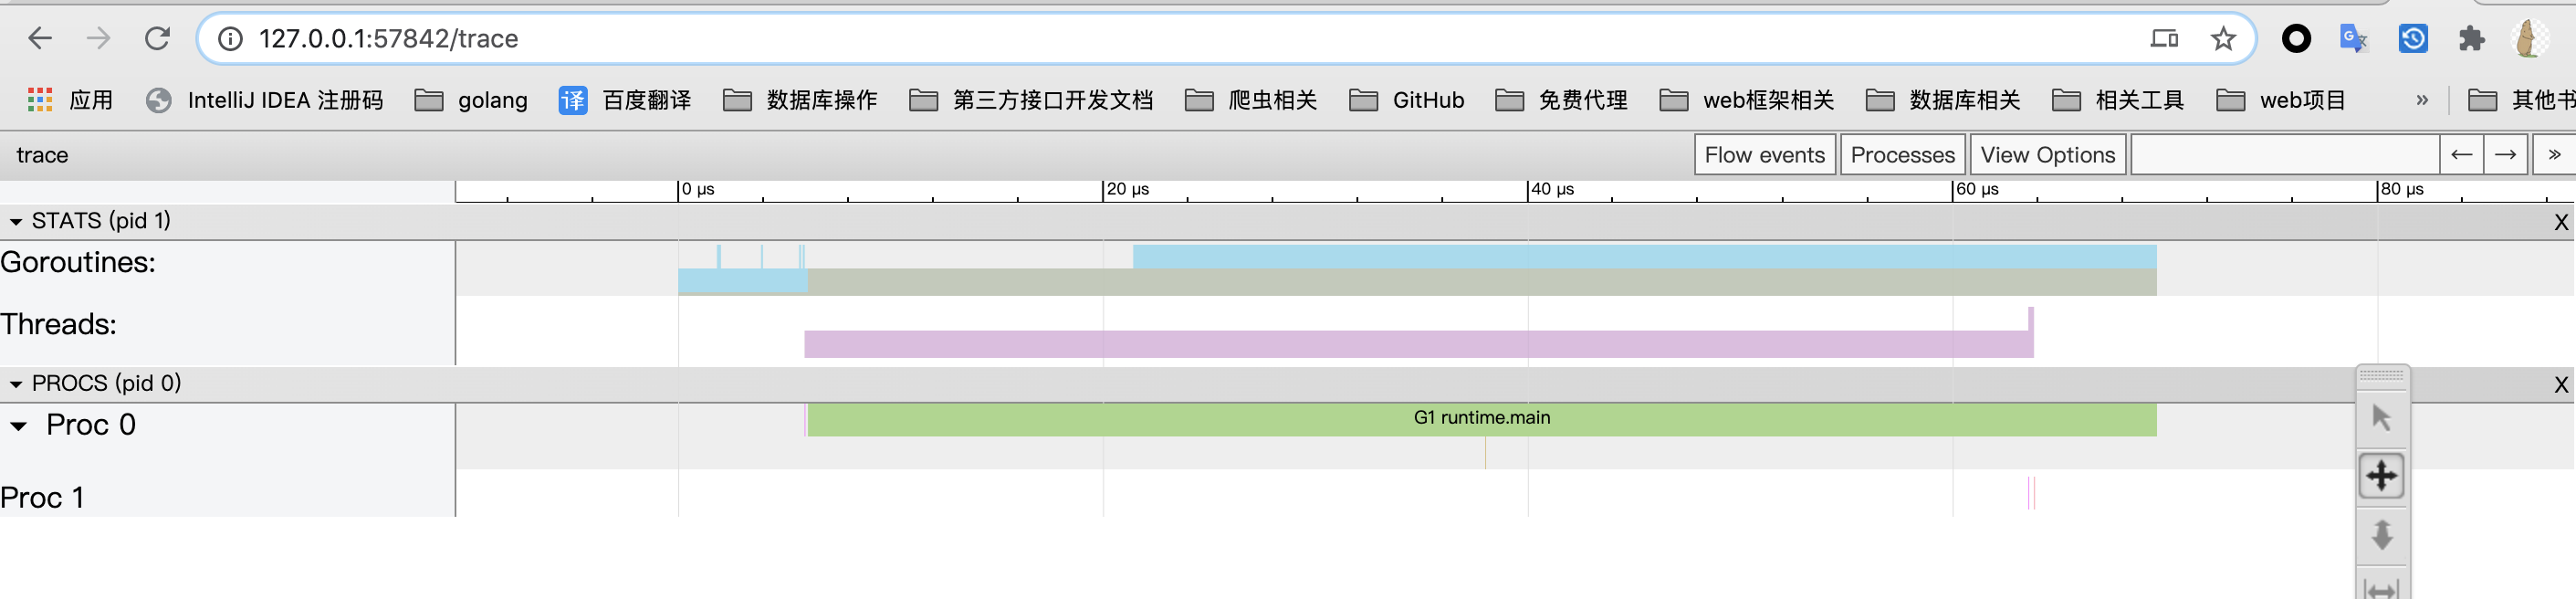 127.0.0.1:57842/trace
应用 IntelliJ IDEA 注册码 golang 译 百度翻译 数据库操作 第三方接口开发文档 爬虫相关 GitHub 免费代理 web框架相关 数据库相关 相关工具 web项目 » 其他书
trace Flow events Processes View Options ← → »
0 μs 20 μs 40 μs 60 μs 80 μs
STATS (pid 1) X
Goroutines:
Threads:
PROCS (pid 0) X
Proc 0 G1 runtime.main
Proc 1